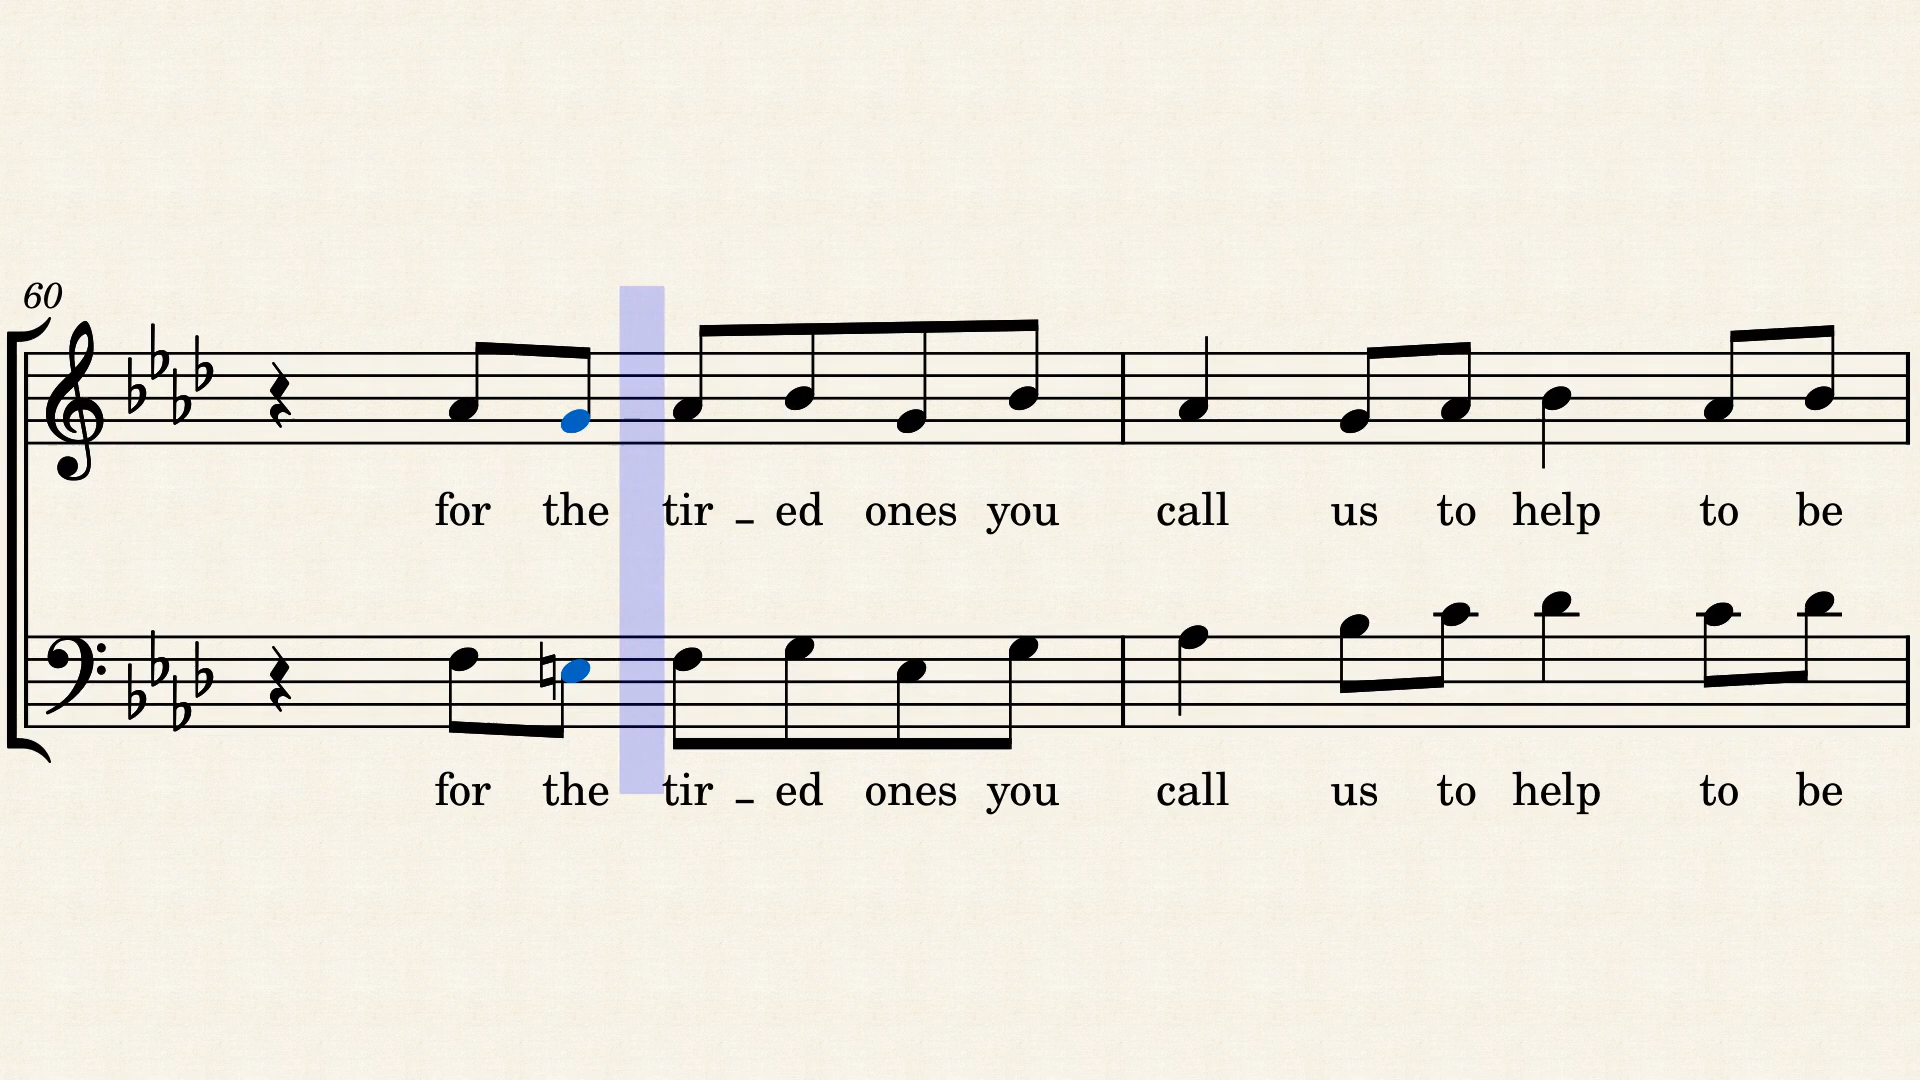 60
for the tir - ed ones you call us to help to be
for the tir - ed ones you call us to help to be